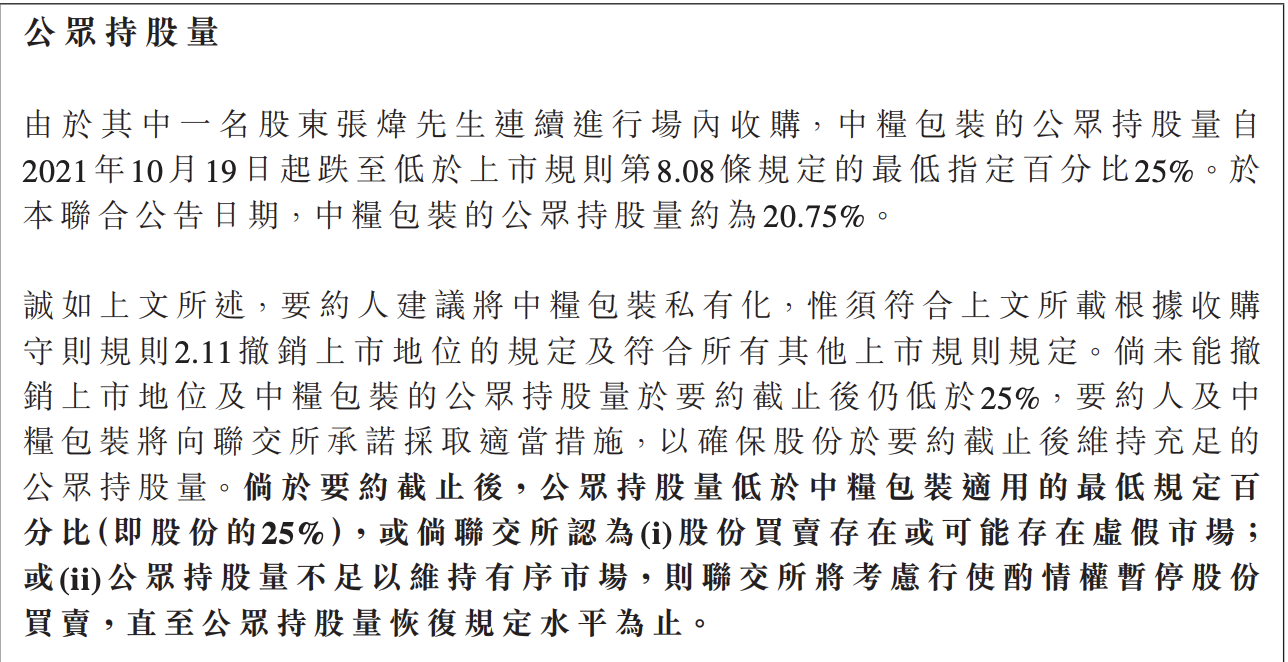 公眾持股量
由於其中一名股東張煒先生連續進行場內收購，中糧包裝的公眾持股量自
2021年10月19日起跌至低於上市規則第8.08條規定的最低指定百分比25%。於
本聯合公告日期，中糧包裝的公眾持股量約為20.75%。
誠如上文所述，要約人建議將中糧包裝私有化，惟須符合上文所載根據收購
守則規則2.11撤銷上市地位的規定及符合所有其他上市規則規定。倘未能撤
銷上市地位及中糧包裝的公眾持股量於要約截止後仍低於25%，要約人及中
糧包裝將向聯交所承諾採取適當措施，以確保股份於要約截止後維持充足的
公眾持股量。倘於要約截止後，公眾持股量低於中糧包裝適用的最低規定百
分比(即股份的25%)，或倘聯交所認為(i)股份買賣存在或可能存在虛假市場；
或(ii)公眾持股量不足以維持有序市場，則聯交所將考慮行使酌情權暫停股份
買賣，直至公眾持股量恢復規定水平為止。